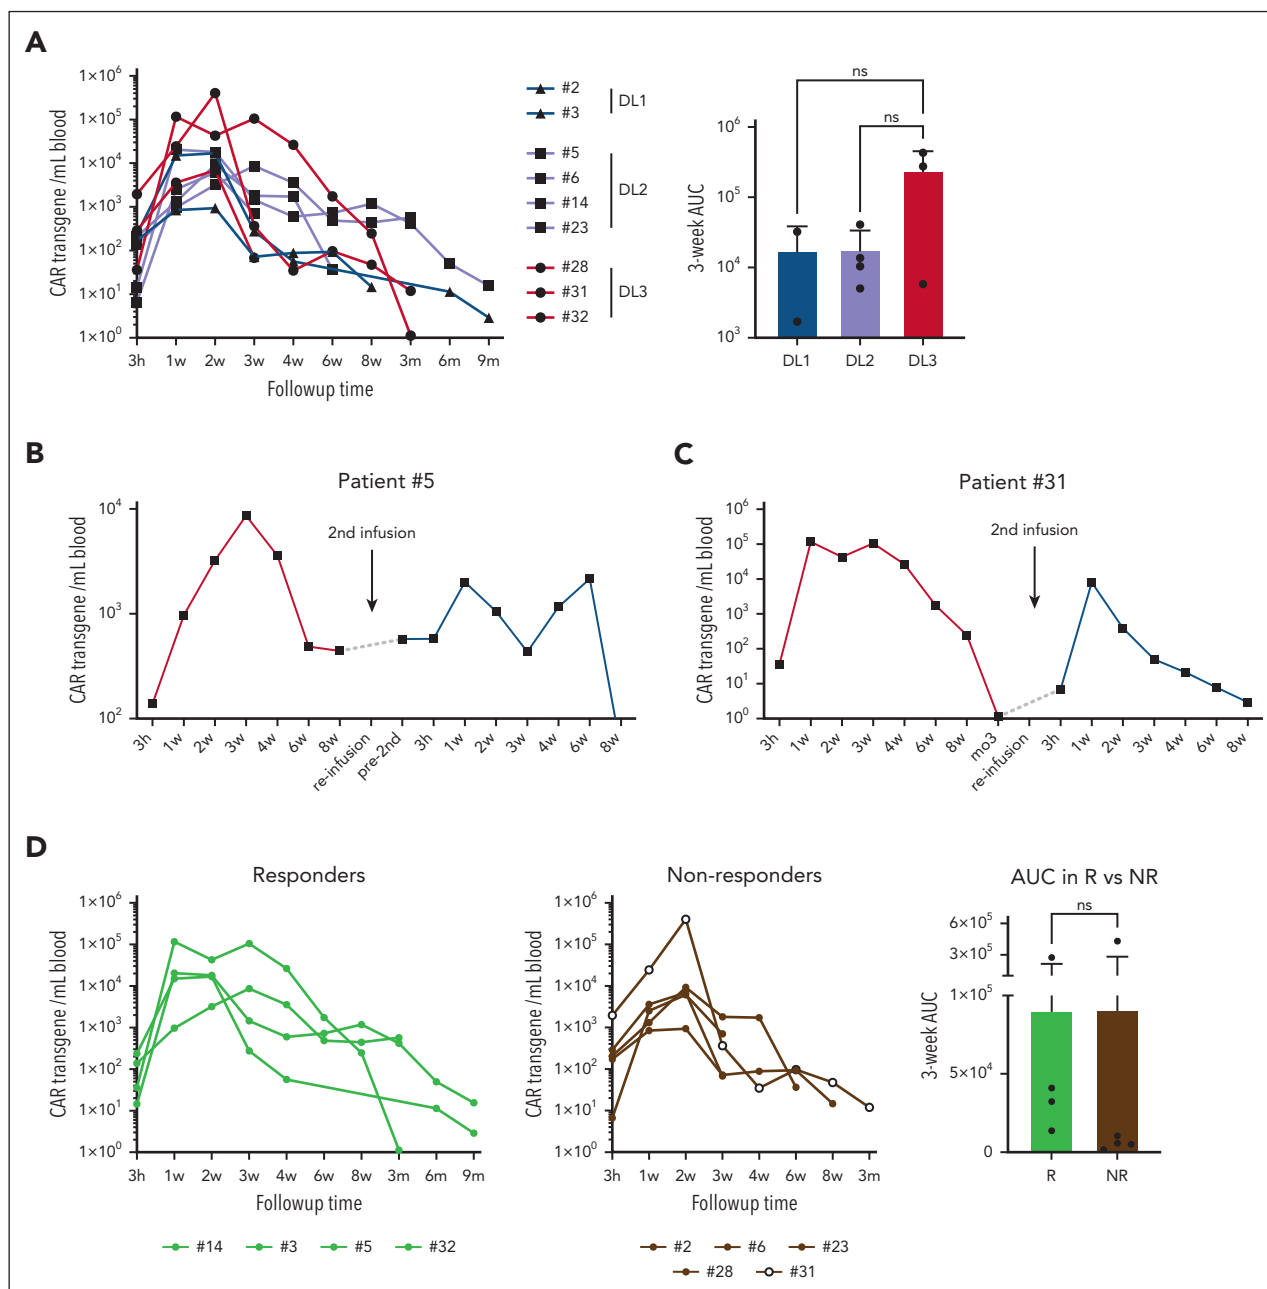 A
CAR transgene /mL blood
1×10⁶
1×10⁵
1×10⁴
1×10³
1×10²
1×10¹
1×10⁰
3h 1w 2w 3w 4w 6w 8w 3m 6m 9m
Followup time
#2
#3
DL1
#5
#6
#14
#23
DL2
#28
#31
#32
DL3
ns
ns
3-week AUC
10⁶
10⁵
10⁴
10³
DL1 DL2 DL3
B
Patient #5
CAR transgene /mL blood
10⁴
10³
10²
2nd infusion
3h 1w 2w 3w 4w 6w 8w re-infusion pre-2nd 3h 1w 2w 3w 4w 6w 8w
C
Patient #31
CAR transgene /mL blood
10⁶
10⁵
10⁴
10³
10²
10¹
10⁰
2nd infusion
3h 1w 2w 3w 4w 6w 8w mo3 re-infusion 3h 1w 2w 3w 4w 6w 8w
D
Responders
CAR transgene /mL blood
1×10⁶
1×10⁵
1×10⁴
1×10³
1×10²
1×10¹
1×10⁰
3h 1w 2w 3w 4w 6w 8w 3m 6m 9m
Followup time
#14 #3 #5 #32
Non-responders
CAR transgene /mL blood
1×10⁶
1×10⁵
1×10⁴
1×10³
1×10²
1×10¹
1×10⁰
3h 1w 2w 3w 4w 6w 8w 3m
Followup time
#2 #6 #23
#28 #31
AUC in R vs NR
ns
3-week AUC
6×10⁵
3×10⁵
1×10⁵
5×10⁴
0
R NR